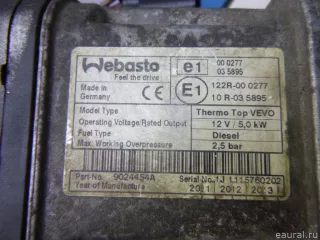 Webasto
Feel the drive
e1
00 0277
03 5895
Made in
Germany
CE
E1
122R-00 0277
10 R-03 5895
Model Type Thermo Top VEVO
Operating Voltage/Rated Output 12 V / 5,0 kW
Fuel Type Diesel
Max. Working Overpressure 2,5 bar
Part-No. 9024454A
Year of Manufacture
Serial-No.
2011 2012 2013
eaural.ru